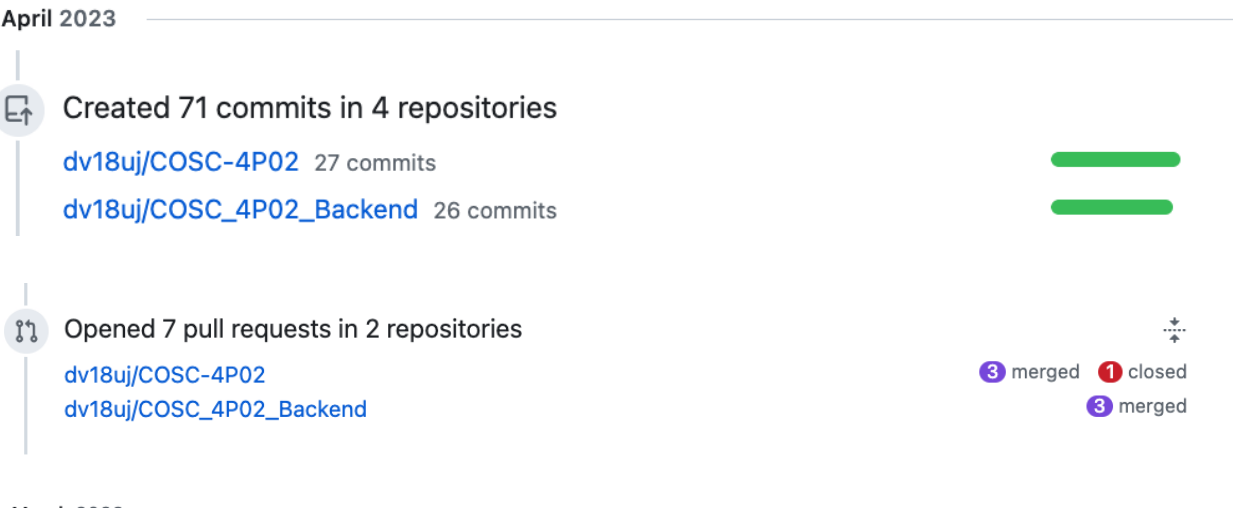 April 2023
Created 71 commits in 4 repositories
dv18uj/COSC-4P02 27 commits
dv18uj/COSC_4P02_Backend 26 commits
Opened 7 pull requests in 2 repositories
dv18uj/COSC-4P02 3 merged 1 closed
dv18uj/COSC_4P02_Backend 3 merged